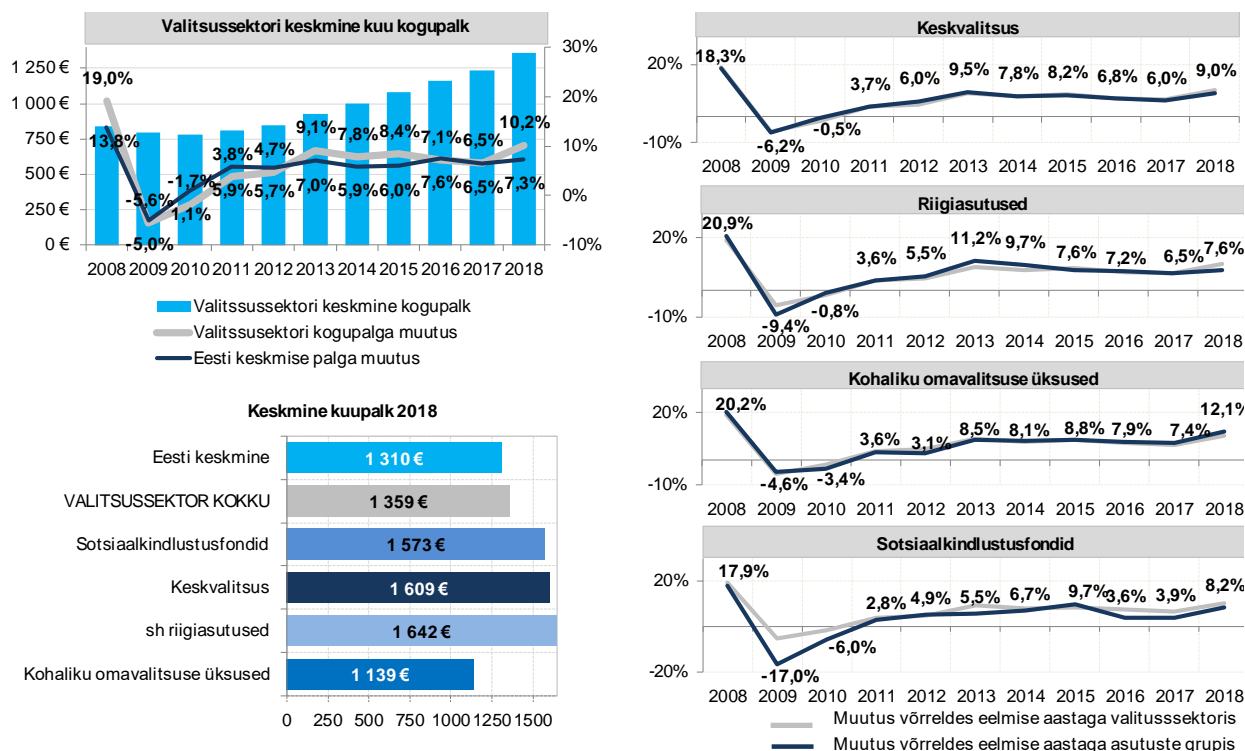 Valitsussektori keskmine kuu kogupalk
1 250 €
1 000 €
750 €
500 €
250 €
0 €
30%
20%
10%
0%
-10%
19,0%
13,8%
-5,6%
-5,0%
-1,7%
1,1%
3,8%
5,9%
4,7%
5,7%
9,1%
7,0%
7,8%
5,9%
8,4%
6,0%
7,1%
7,6%
6,5%
6,5%
10,2%
7,3%
2008 2009 2010 2011 2012 2013 2014 2015 2016 2017 2018
Valitssussektori keskmine kogupalk
Valitssusektori kogupalga muutus
Eesti keskmise palga muutus
Keskmine kuupalk 2018
Eesti keskmine 1 310 €
VALITSUSSEKTOR KOKKU 1 359 €
Sotsiaalkindlustusfondid 1 573 €
Keskvalitsus 1 609 €
sh riigiasutused 1 642 €
Kohaliku omavalitsuse üksused 1 139 €
0 250 500 750 1000 1250 1500
Keskvalitsus
20%
-10%
18,3% -6,2% -0,5% 3,7% 6,0% 9,5% 7,8% 8,2% 6,8% 6,0% 9,0%
2008 2009 2010 2011 2012 2013 2014 2015 2016 2017 2018
Riigiasutused
20%
-10%
20,9% -9,4% -0,8% 3,6% 5,5% 11,2% 9,7% 7,6% 7,2% 6,5% 7,6%
2008 2009 2010 2011 2012 2013 2014 2015 2016 2017 2018
Kohaliku omavalitsuse üksused
20%
-10%
20,2% -4,6% -3,4% 3,6% 3,1% 8,5% 8,1% 8,8% 7,9% 7,4% 12,1%
2008 2009 2010 2011 2012 2013 2014 2015 2016 2017 2018
Sotsiaalkindlustusfondid
20%
-20%
17,9% -17,0% -6,0% 2,8% 4,9% 5,5% 6,7% 9,7% 3,6% 3,9% 8,2%
2008 2009 2010 2011 2012 2013 2014 2015 2016 2017 2018
Muutus võrreldes eelmise aastaga valitusssektoris
Muutus võrreldes eelmise aastaga asutuste grupis